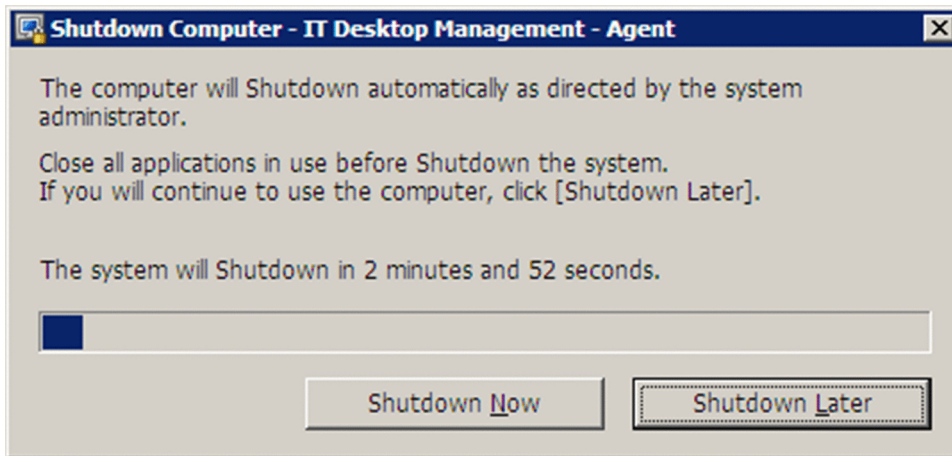 Shutdown Computer - IT Desktop Management - Agent
The computer will Shutdown automatically as directed by the system
administrator.
Close all applications in use before Shutdown the system.
If you will continue to use the computer, click [Shutdown Later].
The system will Shutdown in 2 minutes and 52 seconds.
Shutdown Now
Shutdown Later